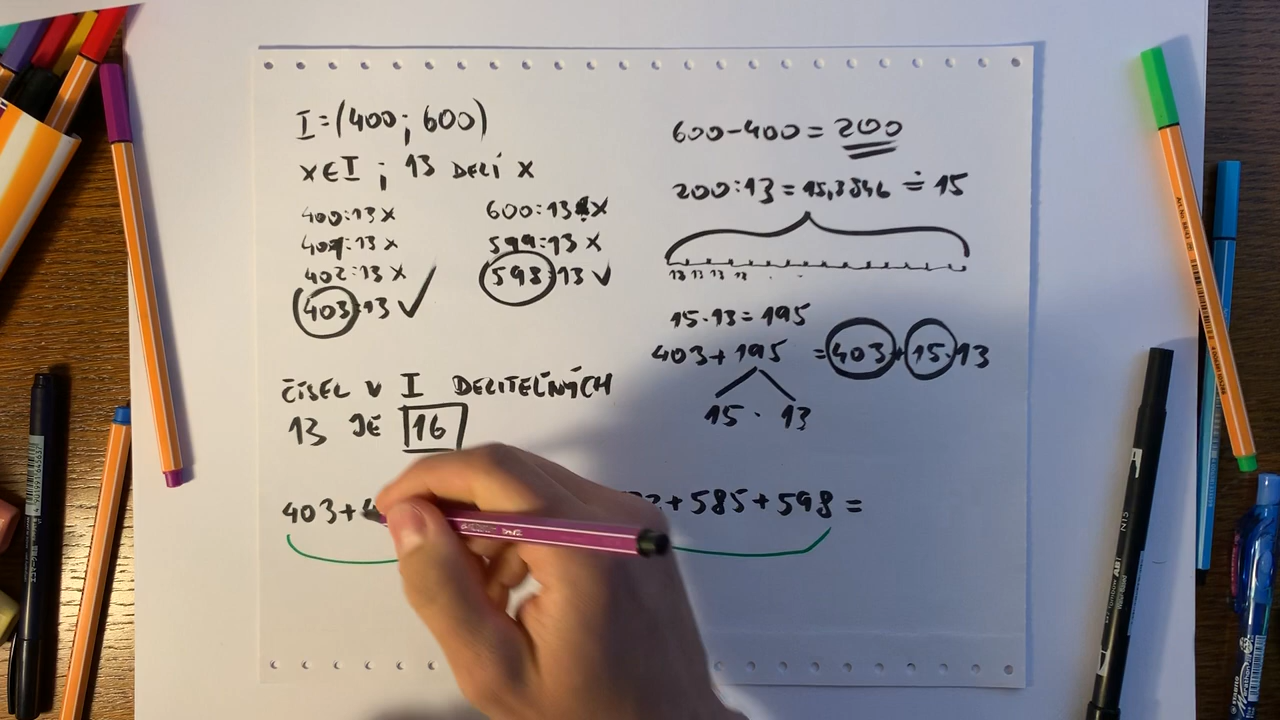 I=(400;600)
x∈I ; 13 DELÍ x
400:13 x
401:13 x
402:13 x
403:13 ✓
600:13 x
599:13 x
598:13 ✓
ČÍSEL V I DELITEĽNÝCH
13 JE 16
600-400=200
200:13=15,3846 ≐ 15
13 13 13 13
15·13=195
403+195 =403+15·13
15 · 13
403+4
+585+598=